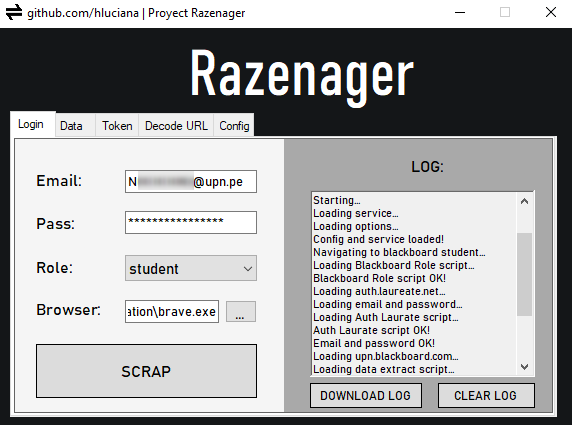 github.com/hluciana | Proyect Razenager
Razenager
Login Data Token Decode URL Config
Email:
N @upn.pe
Pass:
****************
Role:
student
Browser:
ation\brave.exe
...
SCRAP
LOG:
Starting...
Loading service...
Loading options...
Config and service loaded!
Navigating to blackboard student...
Loading Blackboard Role script...
Blackboard Role script OK!
Loading auth.laureate.net...
Loading email and password...
Loading Auth Laurate script...
Auth Laurate script OK!
Email and password OK!
Loading upn.blackboard.com...
Loading data extract script...
DOWNLOAD LOG
CLEAR LOG